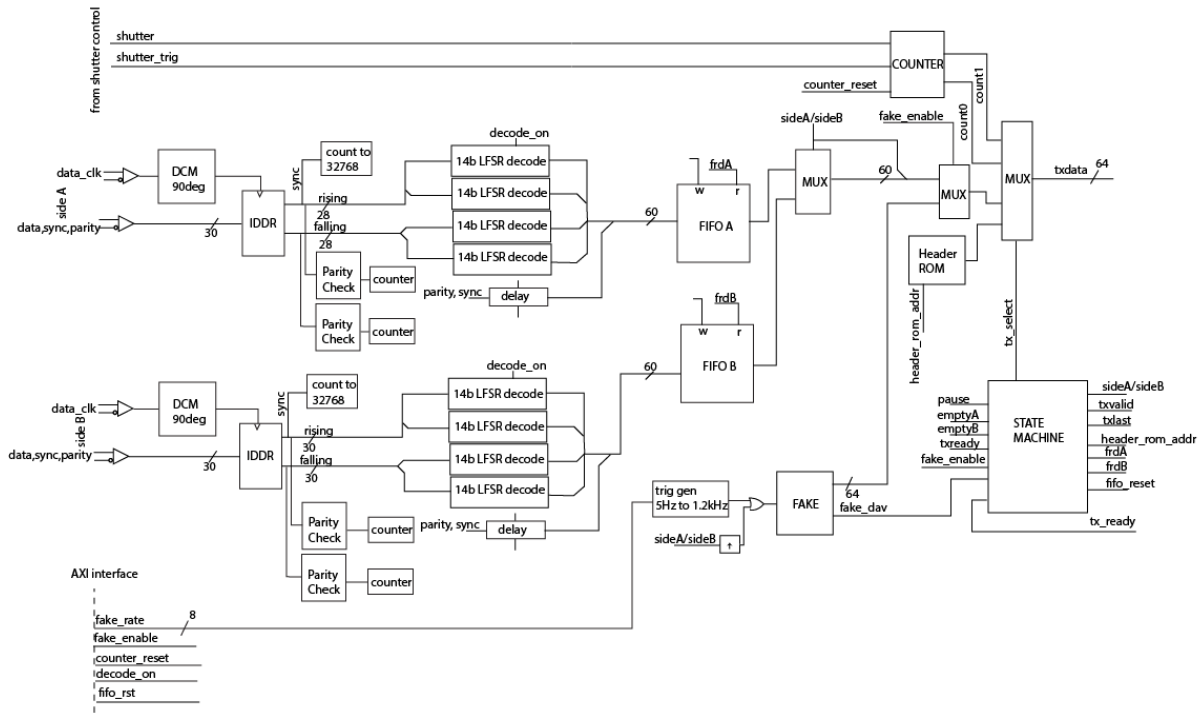 from shutter control
shutter
shutter_trig
counter_reset
COUNTER
count1
count0
decode_on
sideA/sideB
fake_enable
data_clk
DCM
90deg
side A
data,sync,parity
30
IDDR
sync
count to
32768
rising
28
falling
28
14b LFSR decode
14b LFSR decode
14b LFSR decode
14b LFSR decode
Parity
Check
counter
Parity
Check
counter
parity, sync
delay
60
frdA
w
r
FIFO A
MUX
60
MUX
MUX
txdata
64
Header
ROM
header_rom_addr
tx_select
frdB
w
r
FIFO B
60
data_clk
DCM
90deg
side B
data,sync,parity
30
IDDR
sync
count to
32768
rising
30
falling
30
decode_on
14b LFSR decode
14b LFSR decode
14b LFSR decode
14b LFSR decode
Parity
Check
counter
Parity
Check
counter
parity, sync
delay
trig gen
5Hz to 1.2kHz
sideA/sideB
↑
FAKE
64
fake_dav
pause
emptyA
emptyB
txready
fake_enable
STATE
MACHINE
sideA/sideB
txvalid
txlast
header_rom_addr
frdA
frdB
fifo_reset
tx_ready
AXI interface
fake_rate
8
fake_enable
counter_reset
decode_on
fifo_rst